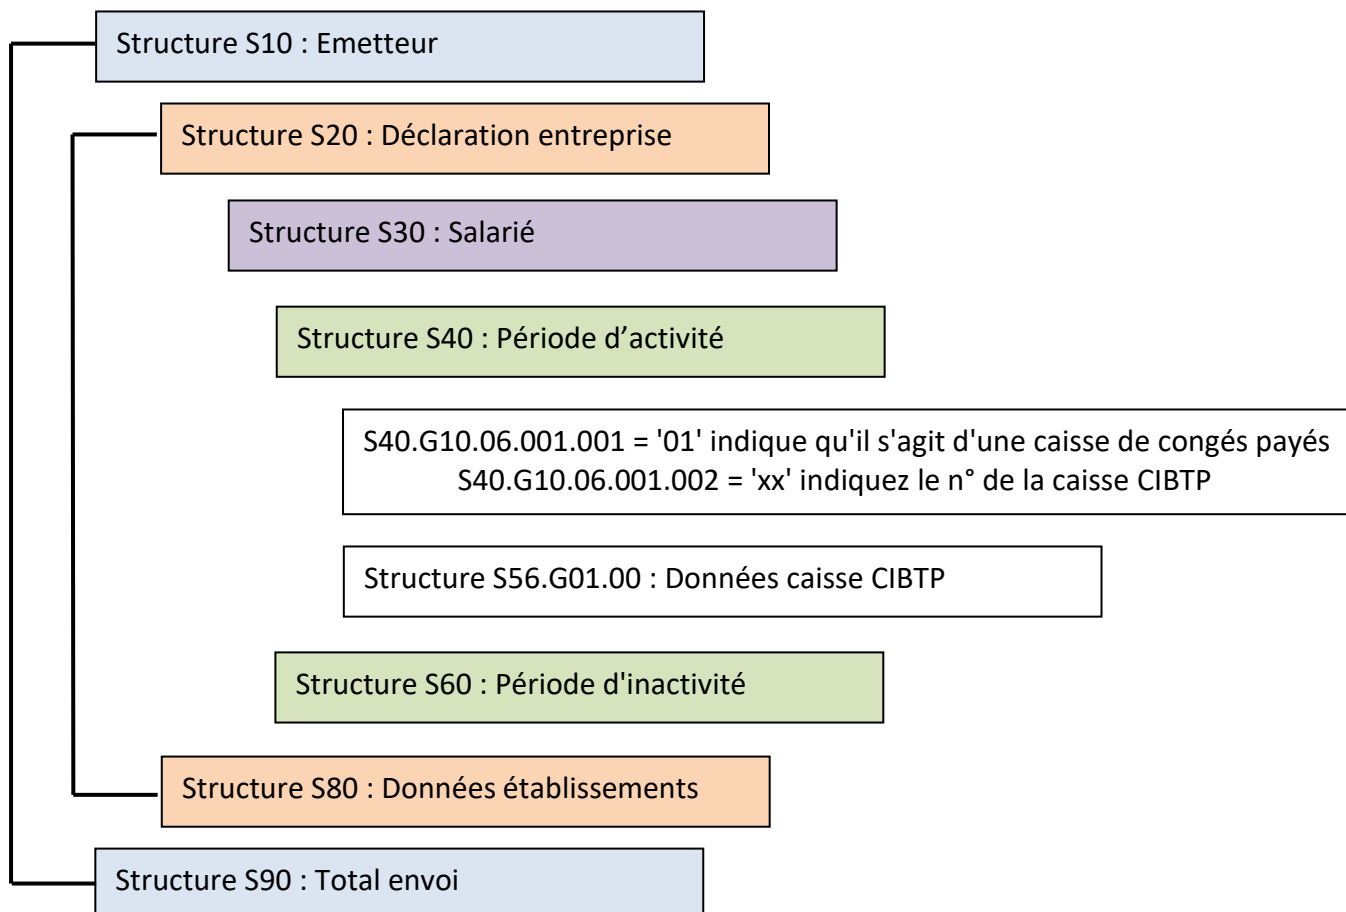 Structure S10 : Emetteur
Structure S20 : Déclaration entreprise
Structure S30 : Salarié
Structure S40 : Période d’activité
S40.G10.06.001.001 = '01' indique qu'il s'agit d'une caisse de congés payés
S40.G10.06.001.002 = 'xx' indiquez le n° de la caisse CIBTP
Structure S56.G01.00 : Données caisse CIBTP
Structure S60 : Période d'inactivité
Structure S80 : Données établissements
Structure S90 : Total envoi